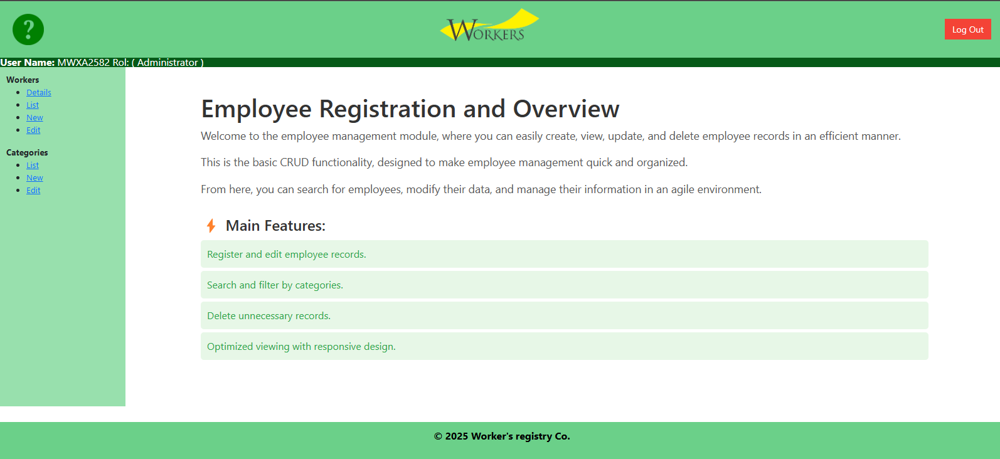 ?
WORKERS
Log Out
User Name: MWXA2582 Rol: ( Administrator )
Workers
Details
List
New
Edit
Categories
List
New
Edit
Employee Registration and Overview
Welcome to the employee management module, where you can easily create, view, update, and delete employee records in an efficient manner.
This is the basic CRUD functionality, designed to make employee management quick and organized.
From here, you can search for employees, modify their data, and manage their information in an agile environment.
Main Features:
Register and edit employee records.
Search and filter by categories.
Delete unnecessary records.
Optimized viewing with responsive design.
© 2025 Worker's registry Co.